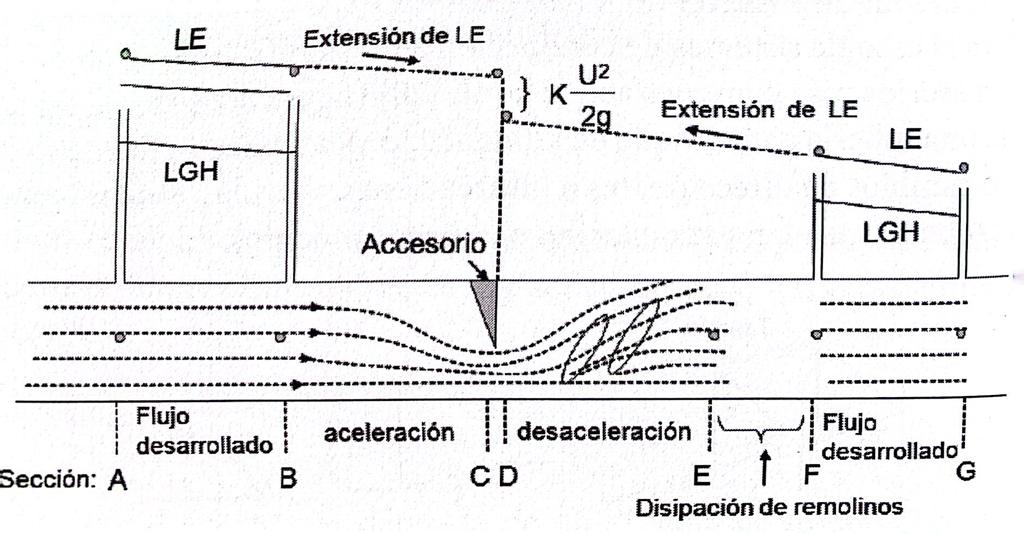 LE
Extensión de LE
K U²
2g
Extensión de LE
LE
LGH
LGH
Accesorio
Flujo
desarrollado
aceleración
desaceleración
Flujo
desarrollado
Sección: A B C D E F G
Disipación de remolinos